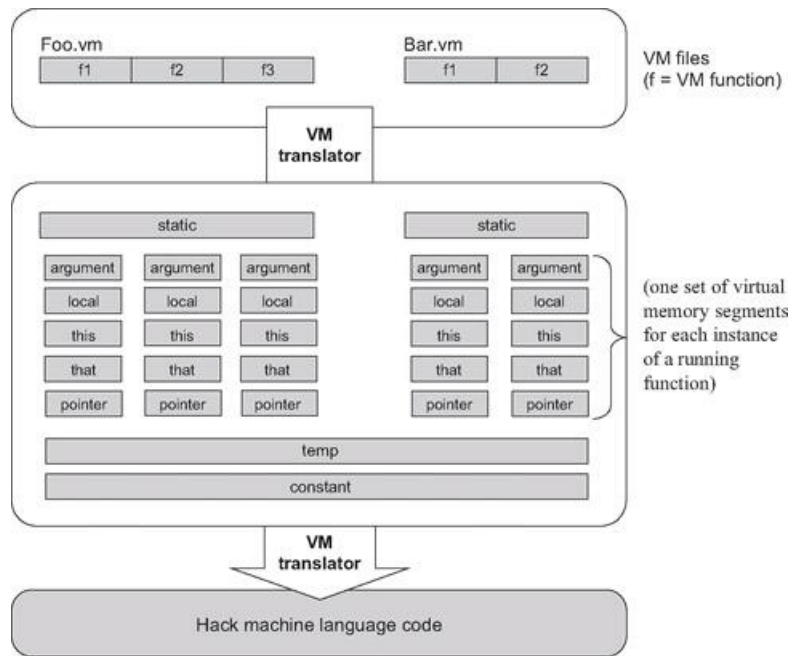 Foo.vm
Bar.vm
f1 f2 f3
f1 f2
VM files
(f = VM function)
VM
translator
static
static
argument argument argument argument argument
local local local local local
this this this this this
that that that that that
pointer pointer pointer pointer pointer
(one set of virtual
memory segments
for each instance
of a running
function)
temp
constant
VM
translator
Hack machine language code